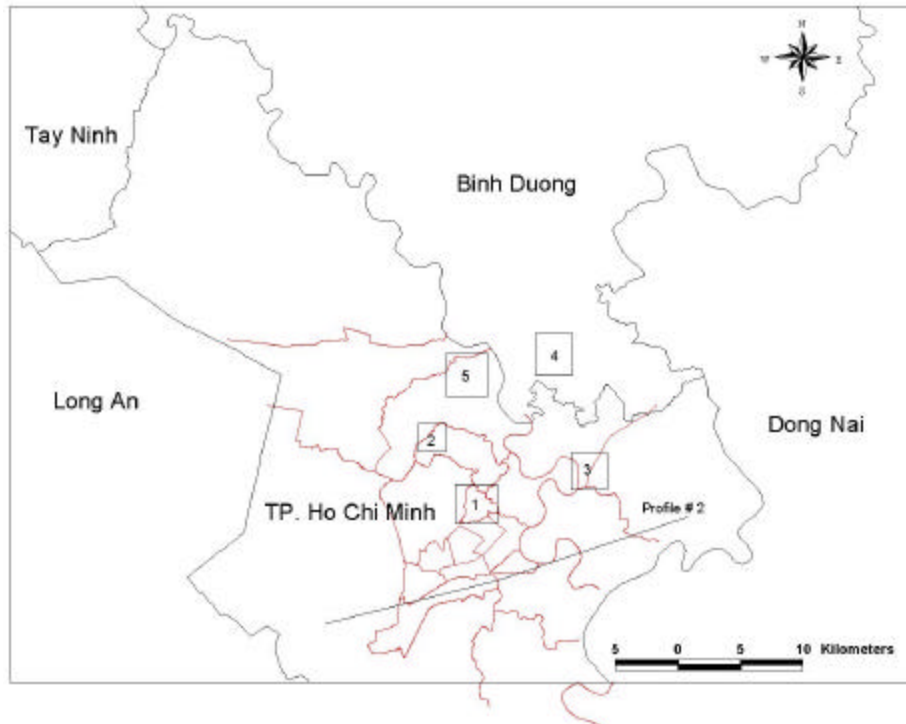 N
W E
S
Tay Ninh
Binh Duong
4
5
Long An
Dong Nai
2
3
1
TP. Ho Chi Minh
Profile # 2
5 0 5 10 Kilometers